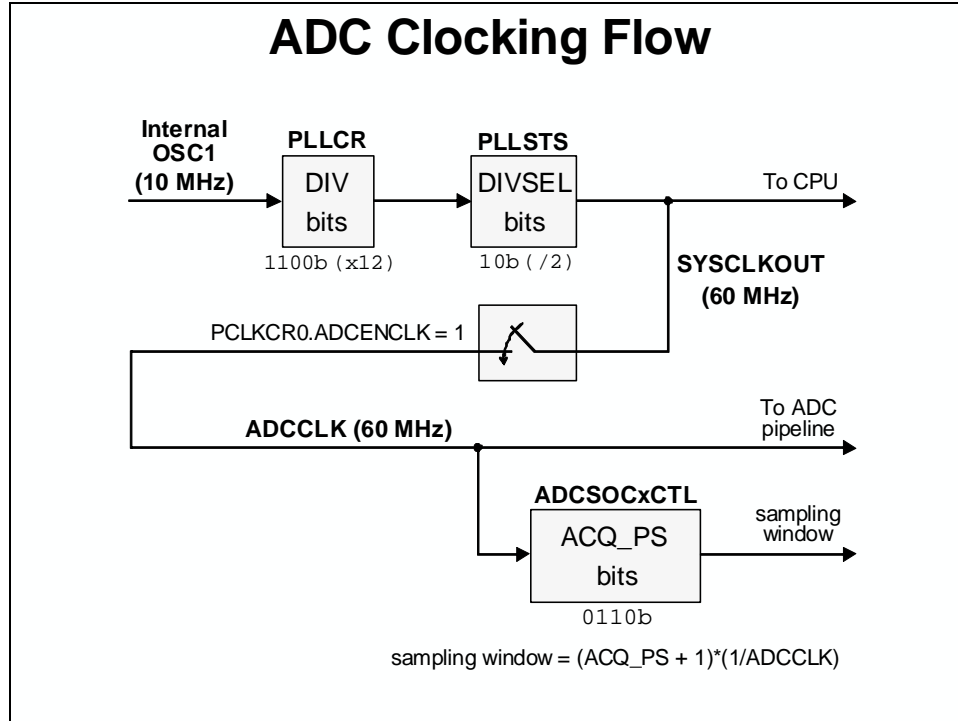 ADC Clocking Flow
Internal
OSC1
(10 MHz)
PLLCR
DIV
bits
1100b (x12)
PLLSTS
DIVSEL
bits
10b (/2)
To CPU
SYSCLKOUT
(60 MHz)
PCLKCR0.ADCENCLK = 1
ADCCLK (60 MHz)
To ADC
pipeline
ADCSOCxCTL
ACQ_PS
bits
0110b
sampling
window
sampling window = (ACQ_PS + 1)*(1/ADCCLK)